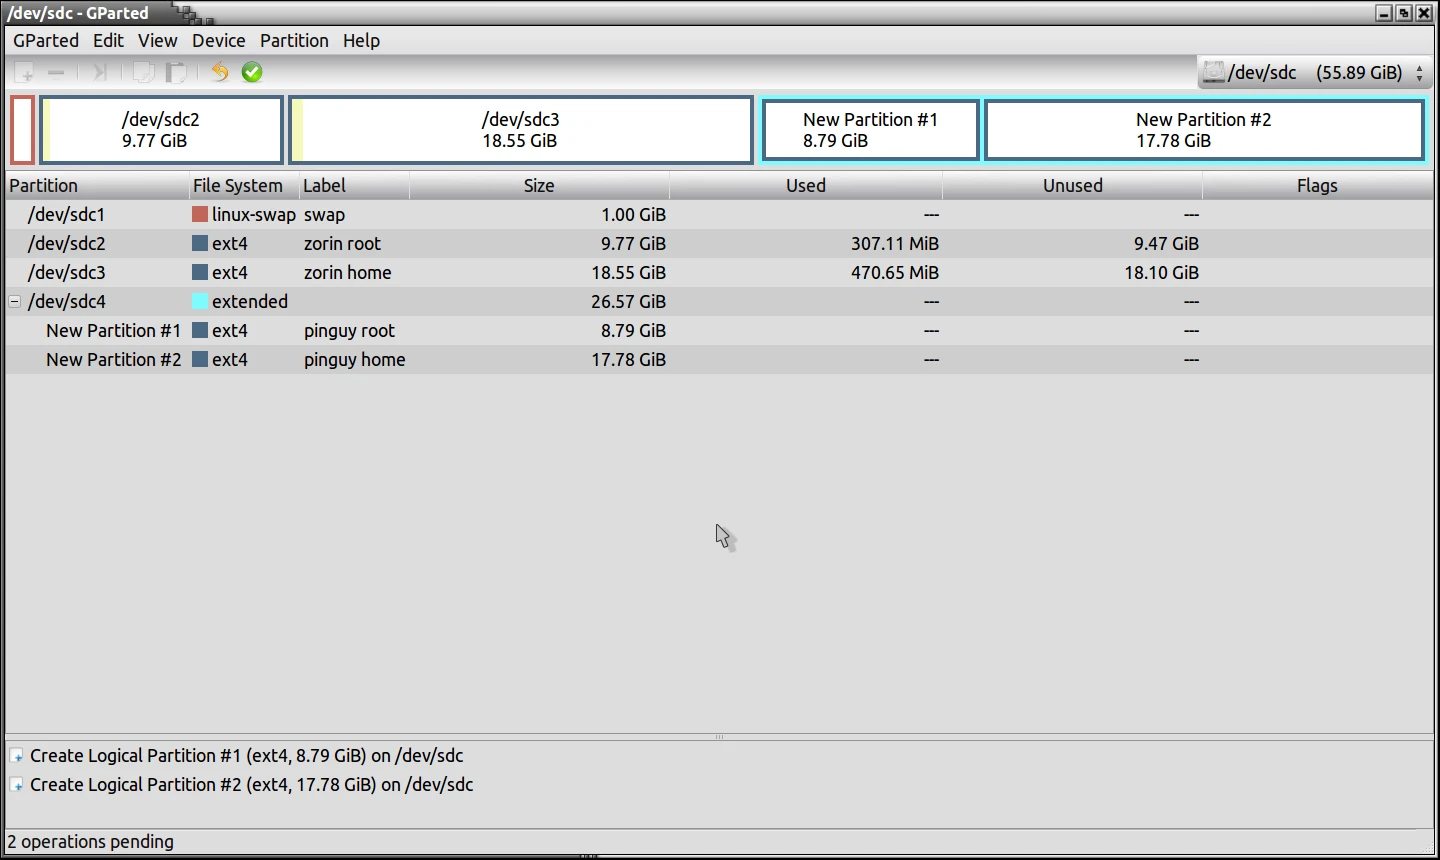 /dev/sdc - GParted
GParted Edit View Device Partition Help
/dev/sdc (55.89 GiB)
/dev/sdc2
9.77 GiB
/dev/sdc3
18.55 GiB
New Partition #1
8.79 GiB
New Partition #2
17.78 GiB
Partition File System Label Size Used Unused Flags
/dev/sdc1 linux-swap swap 1.00 GiB --- ---
/dev/sdc2 ext4 zorin root 9.77 GiB 307.11 MiB 9.47 GiB
/dev/sdc3 ext4 zorin home 18.55 GiB 470.65 MiB 18.10 GiB
/dev/sdc4 extended 26.57 GiB --- ---
New Partition #1 ext4 pinguy root 8.79 GiB --- ---
New Partition #2 ext4 pinguy home 17.78 GiB --- ---
Create Logical Partition #1 (ext4, 8.79 GiB) on /dev/sdc
Create Logical Partition #2 (ext4, 17.78 GiB) on /dev/sdc
2 operations pending